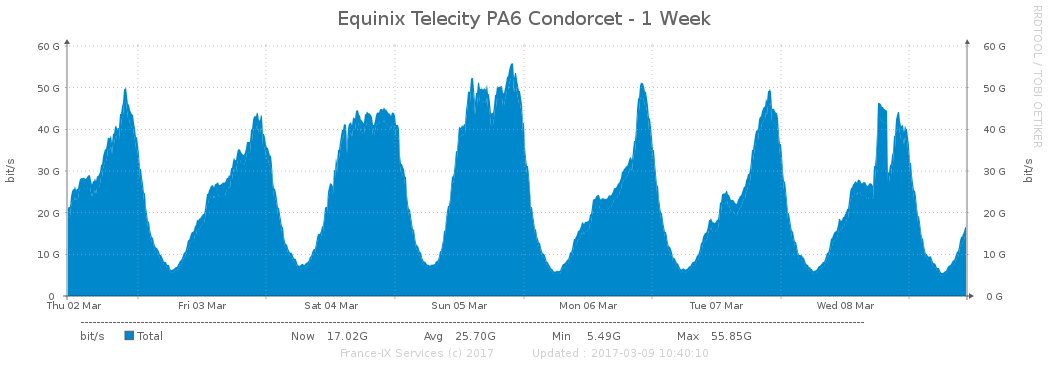 Equinix Telecity PA6 Condorcet - 1 Week
RRDTOOL / TOBI OETIKER
bit/s
bit/s
60 G 60 G
50 G 50 G
40 G 40 G
30 G 30 G
20 G 20 G
10 G 10 G
0 0 G
Thu 02 Mar Fri 03 Mar Sat 04 Mar Sun 05 Mar Mon 06 Mar Tue 07 Mar Wed 08 Mar
bit/s Total Now 17.02G Avg 25.70G Min 5.49G Max 55.85G
France-IX Services (c) 2017 Updated : 2017-03-09 10:40:10